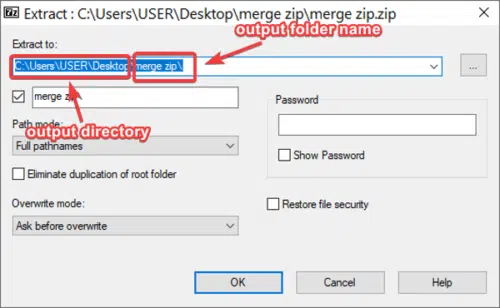 7z Extract : C:\Users\USER\Desktop\merge zip\merge zip.zip
output folder name
Extract to:
C:\Users\USER\Desktop\merge zip\
...
merge zip
output directory
Path mode:
Full pathnames
Eliminate duplication of root folder
Overwrite mode:
Ask before overwrite
Password
Show Password
Restore file security
OK Cancel Help